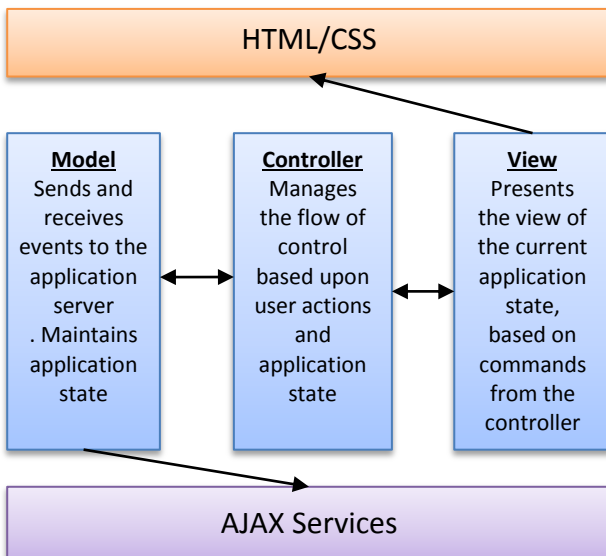 HTML/CSS
Model
Sends and
receives
events to the
application
server
. Maintains
application
state
Controller
Manages
the flow of
control
based upon
user actions
and
application
state
View
Presents
the view of
the current
application
state,
based on
commands
from the
controller
AJAX Services